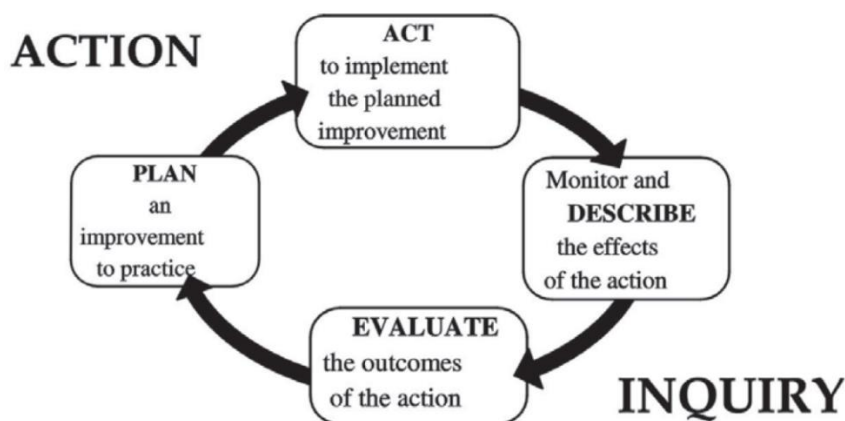 ACTION
ACT
to implement
the planned
improvement
PLAN
an
improvement
to practice
Monitor and
DESCRIBE
the effects
of the action
EVALUATE
the outcomes
of the action
INQUIRY